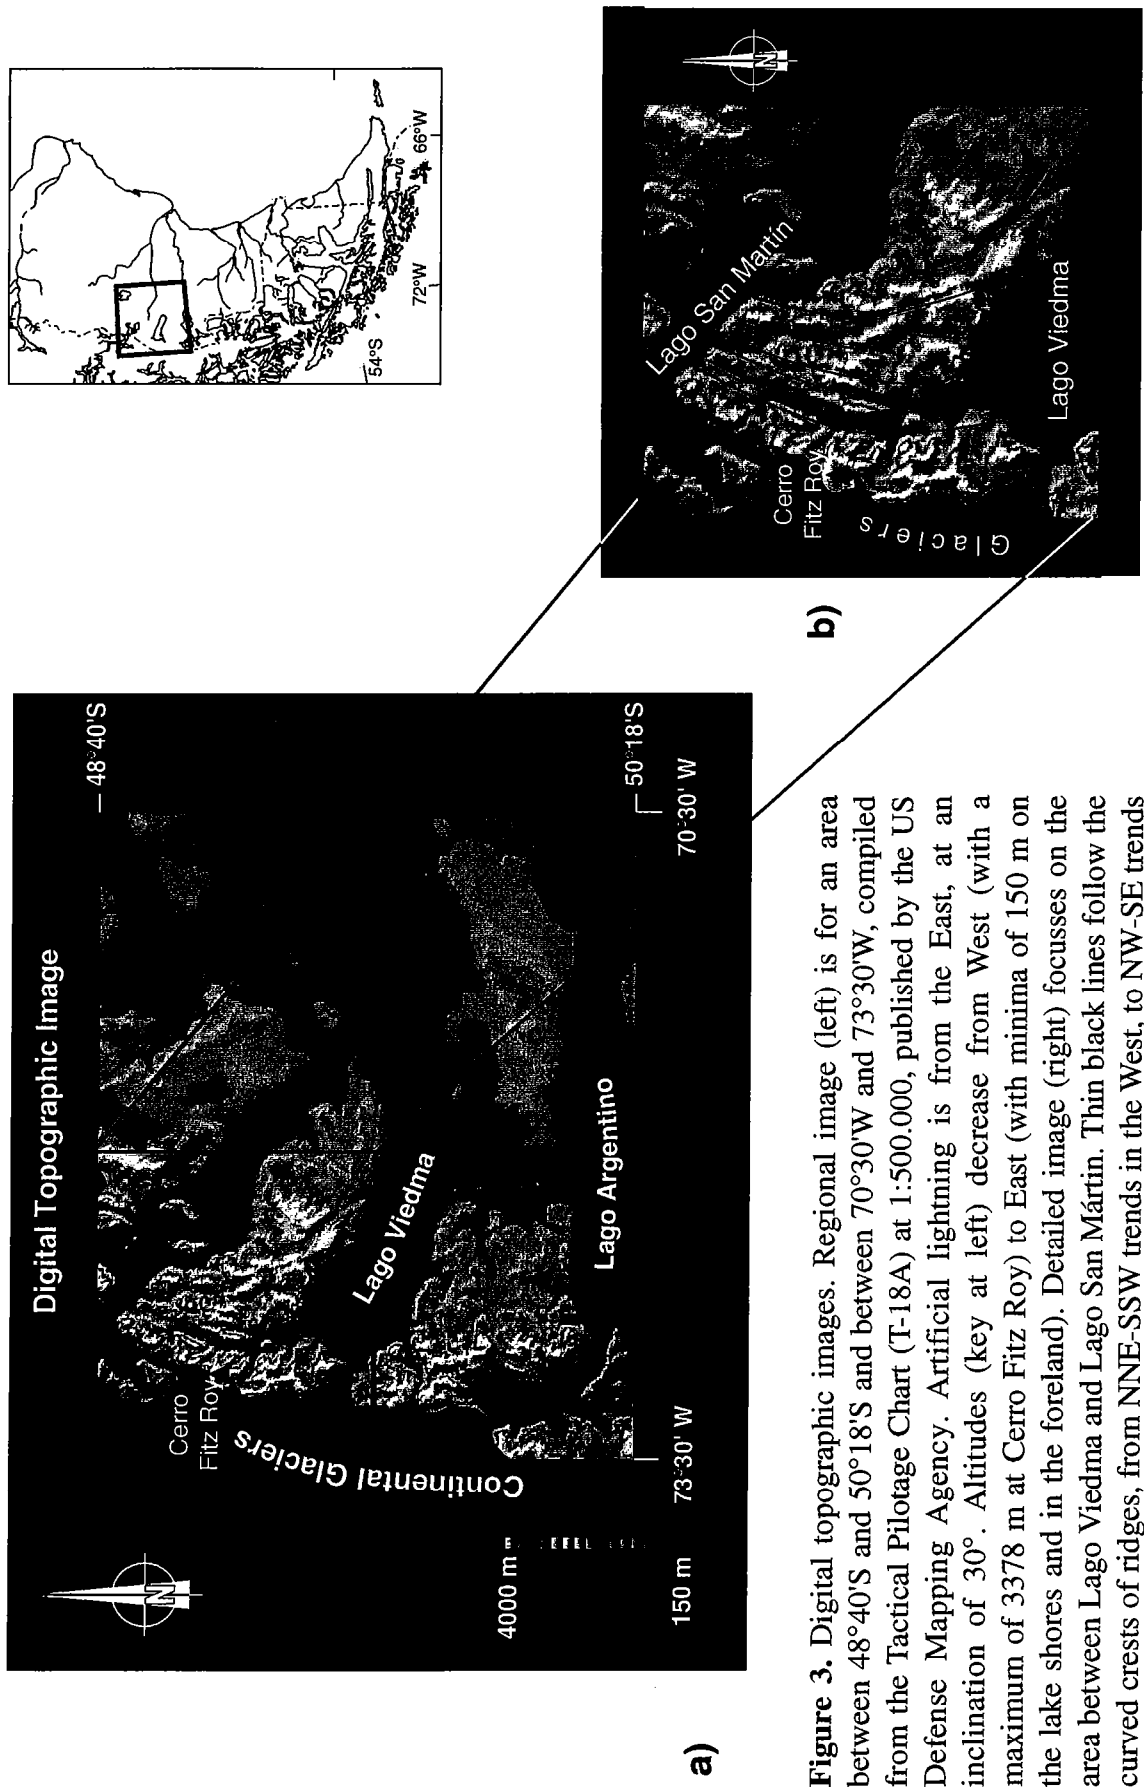 Digital Topographic Image
48°40'S
Cerro
Fitz Roy
Continental Glaciers
Lago Viedma
Lago Argentino
4000 m
150 m
73°30' W
70°30' W
50°18'S
a)
54°S
72°W
66°W
Lago San Martín
Cerro
Fitz Roy
Glaciers
Lago Viedma
b)
N
N
Figure 3. Digital topographic images. Regional image (left) is for an area
between 48°40'S and 50°18'S and between 70°30'W and 73°30'W, compiled
from the Tactical Pilotage Chart (T-18A) at 1:500.000, published by the US
Defense Mapping Agency. Artificial lightning is from the East, at an
inclination of 30°. Altitudes (key at left) decrease from West (with a
maximum of 3378 m at Cerro Fitz Roy) to East (with minima of 150 m on
the lake shores and in the foreland). Detailed image (right) focusses on the
area between Lago Viedma and Lago San Mártin. Thin black lines follow the
curved crests of ridges, from NNE-SSW trends in the West, to NW-SE trends